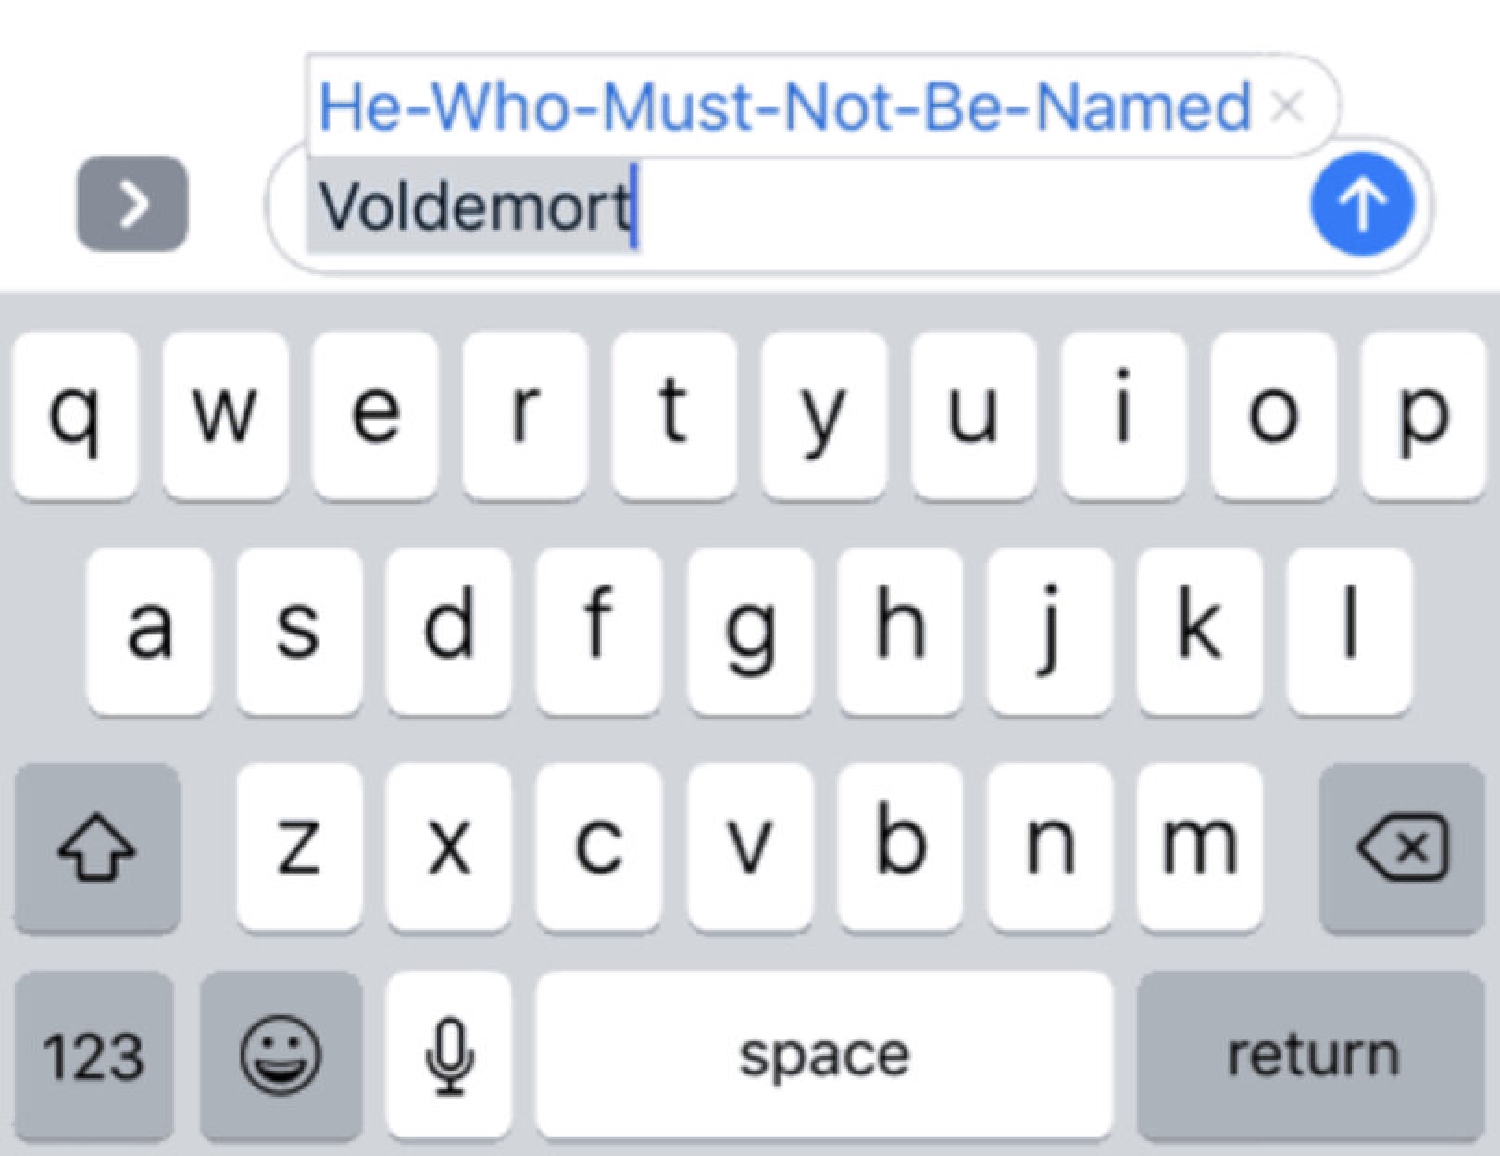 He-Who-Must-Not-Be-Named ×
Voldemort
q w e r t y u i o p
a s d f g h j k l
z x c v b n m
123 space return